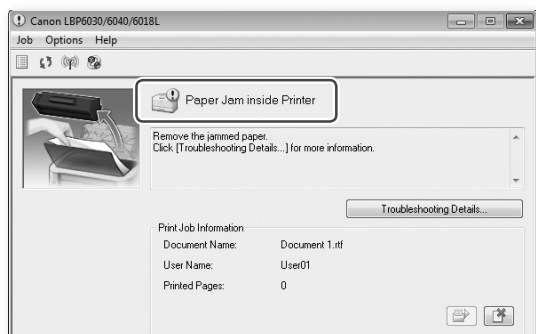 Canon LBP6030/6040/6018L
Job Options Help
Paper Jam inside Printer
Remove the jammed paper.
Click [Troubleshooting Details...] for more information.
Troubleshooting Details...
Print Job Information
Document Name: Document 1.rtf
User Name: User01
Printed Pages: 0